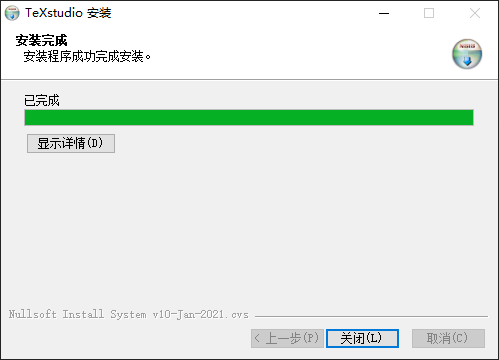 TeXstudio 安装
安装完成
安装程序成功完成安装。
已完成
显示详情(D)
Nullsoft Install System v10-Jan-2021.cvs
< 上一步(P) 关闭(L) 取消(C)